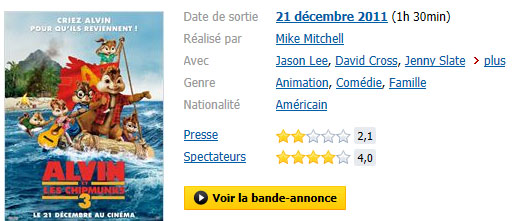 CRIEZ ALVIN
POUR QU'ILS REVIENNENT !
ALVIN
ET
LES CHIPMUNKS
3
LE 21 DÉCEMBRE AU CINÉMA
Date de sortie 21 décembre 2011 (1h 30min)
Réalisé par Mike Mitchell
Avec Jason Lee, David Cross, Jenny Slate > plus
Genre Animation, Comédie, Famille
Nationalité Américain
Presse 2,1
Spectateurs 4,0
Voir la bande-annonce